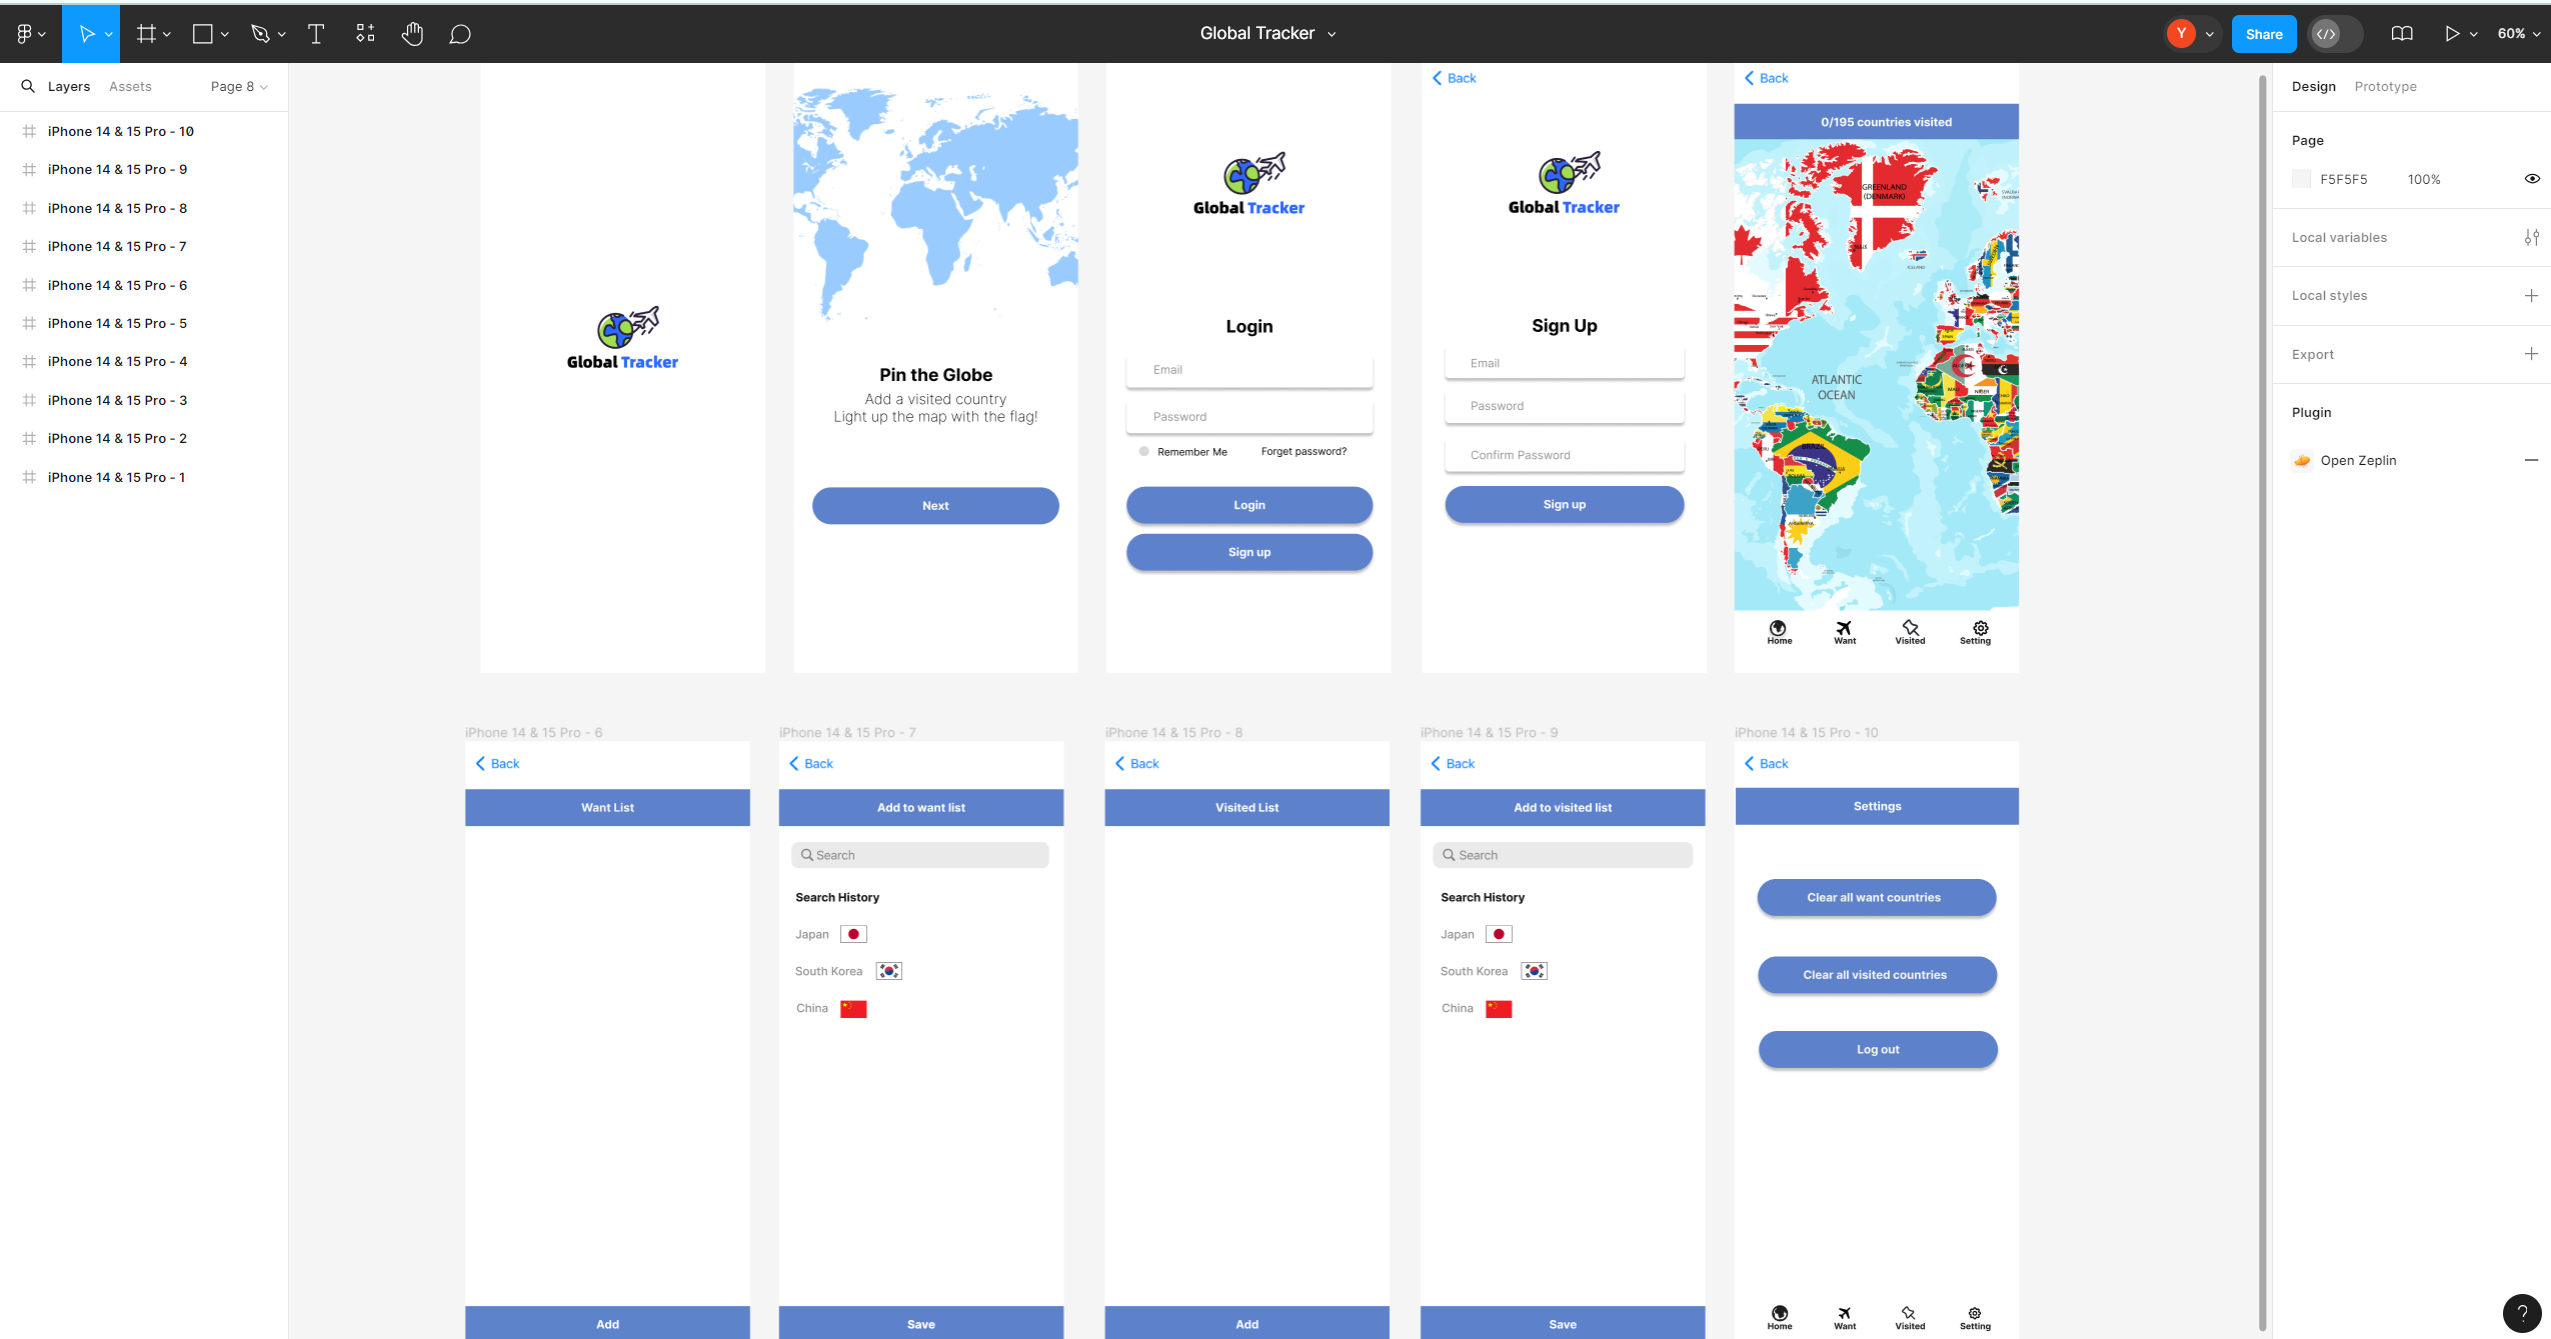 Global Tracker
Y
Share
60%
Layers
Assets
Page 8
iPhone 14 & 15 Pro - 10
iPhone 14 & 15 Pro - 9
iPhone 14 & 15 Pro - 8
iPhone 14 & 15 Pro - 7
iPhone 14 & 15 Pro - 6
iPhone 14 & 15 Pro - 5
iPhone 14 & 15 Pro - 4
iPhone 14 & 15 Pro - 3
iPhone 14 & 15 Pro - 2
iPhone 14 & 15 Pro - 1
Global Tracker
Pin the Globe
Add a visited country
Light up the map with the flag!
Next
Global Tracker
Login
Email
Password
Remember Me
Forget password?
Login
Sign up
Back
Global Tracker
Sign Up
Email
Password
Confirm Password
Sign up
Back
0/195 countries visited
GREENLAND
(DENMARK)
ATLANTIC
OCEAN
BRAZIL
Home
Want
Visited
Setting
iPhone 14 & 15 Pro - 6
Back
Want List
Add
iPhone 14 & 15 Pro - 7
Back
Add to want list
Search
Search History
Japan
South Korea
China
Save
iPhone 14 & 15 Pro - 8
Back
Visited List
Add
iPhone 14 & 15 Pro - 9
Back
Add to visited list
Search
Search History
Japan
South Korea
China
Save
iPhone 14 & 15 Pro - 10
Back
Settings
Clear all want countries
Clear all visited countries
Log out
Home
Want
Visited
Setting
Design
Prototype
Page
F5F5F5
100%
Local variables
Local styles
Export
Plugin
Open Zeplin
?